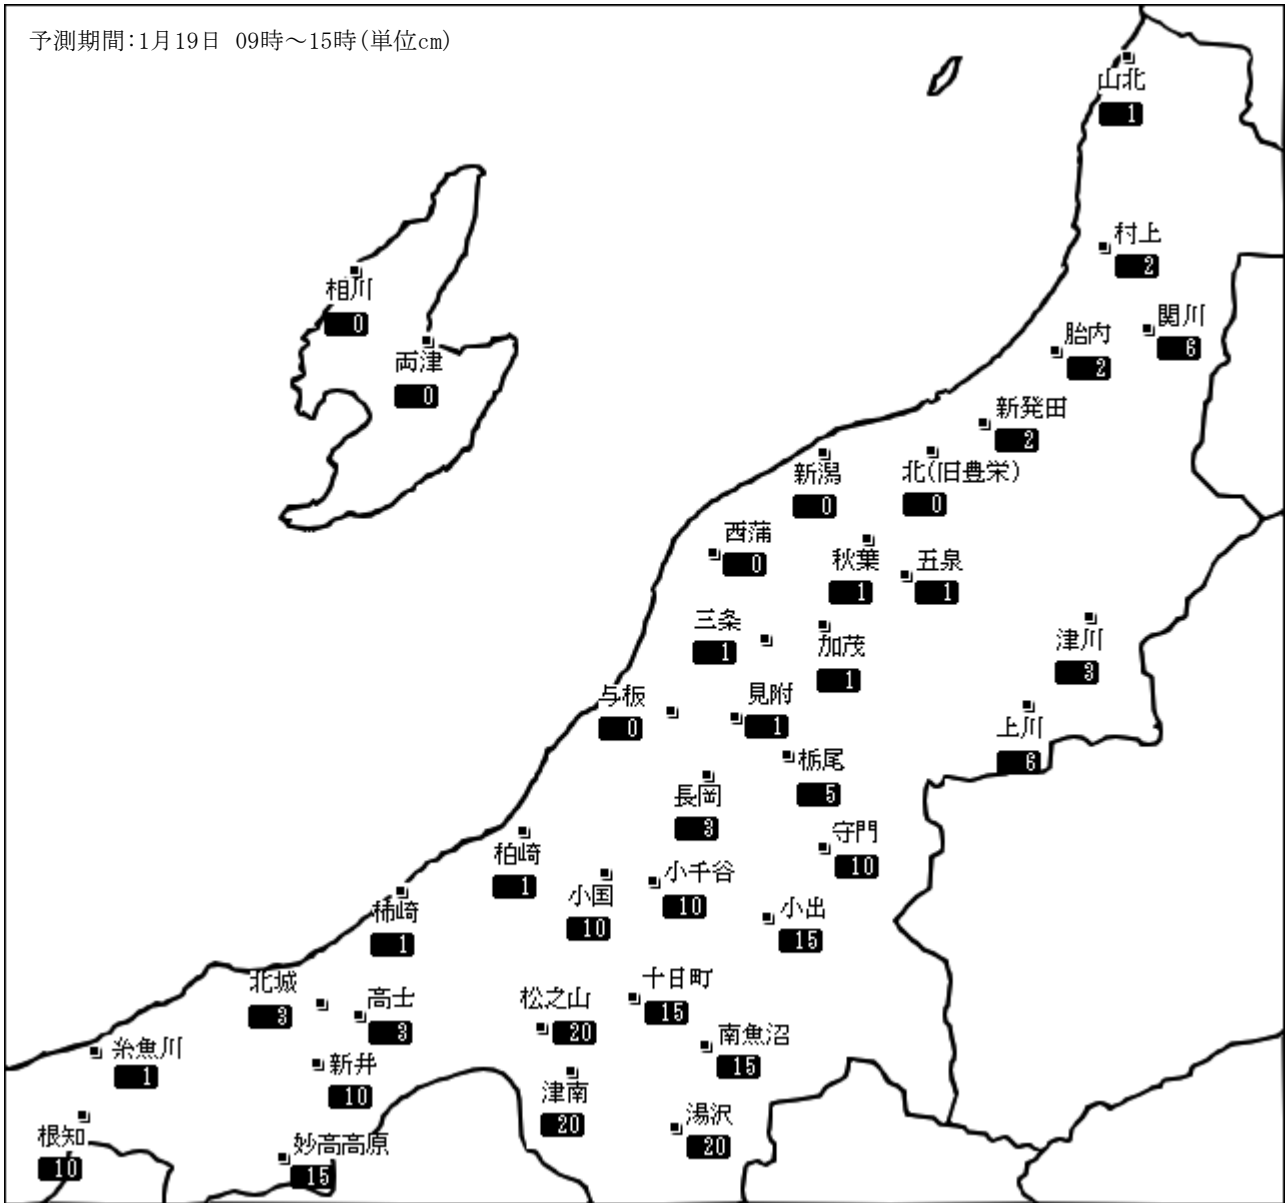 予測期間:1月19日 09時～15時(単位cm)
山北
1
村上
2
相川
0
関川
6
胎内
2
両津
0
新発田
2
新潟
0
北(旧豊栄)
0
西蒲
0
秋葉
1
五泉
1
三条
1
加茂
1
津川
3
与板
0
見附
1
上川
6
栃尾
5
長岡
3
守門
10
柏崎
1
小国
10
小千谷
10
小出
15
柿崎
1
北城
3
高士
3
松之山
20
十日町
15
南魚沼
15
糸魚川
1
新井
10
津南
20
湯沢
20
根知
10
妙高高原
15